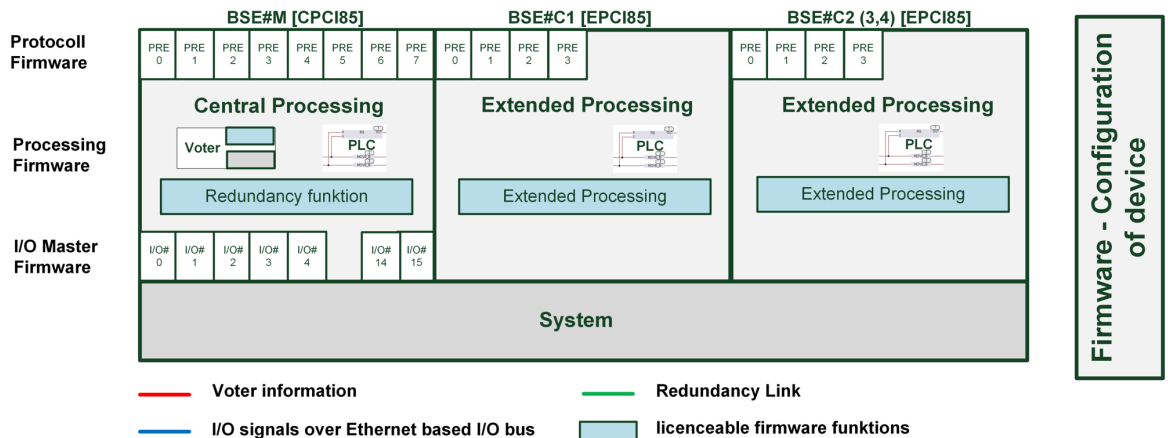 BSE#M [CPCI85]
BSE#C1 [EPCI85]
BSE#C2 (3,4) [EPCI85]
Protocoll
Firmware
PRE
0
PRE
1
PRE
2
PRE
3
PRE
4
PRE
5
PRE
6
PRE
7
PRE
0
PRE
1
PRE
2
PRE
3
PRE
0
PRE
1
PRE
2
PRE
3
Central Processing
Extended Processing
Extended Processing
Processing
Firmware
Voter
PLC
PLC
PLC
Redundancy funktion
Extended Processing
Extended Processing
I/O Master
Firmware
I/O#
0
I/O#
1
I/O#
2
I/O#
3
I/O#
4
I/O#
14
I/O#
15
System
Firmware - Configuration
of device
Voter information
Redundancy Link
I/O signals over Ethernet based I/O bus
licenceable firmware funktions